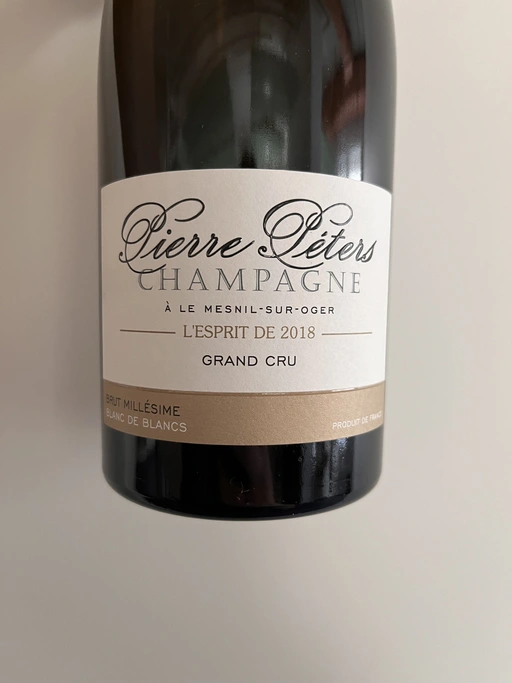 Pierre Péters
CHAMPAGNE
À LE MESNIL-SUR-OGER
L'ESPRIT DE 2018
GRAND CRU
BRUT MILLÉSIME
BLANC DE BLANCS
PRODUIT DE FRANCE